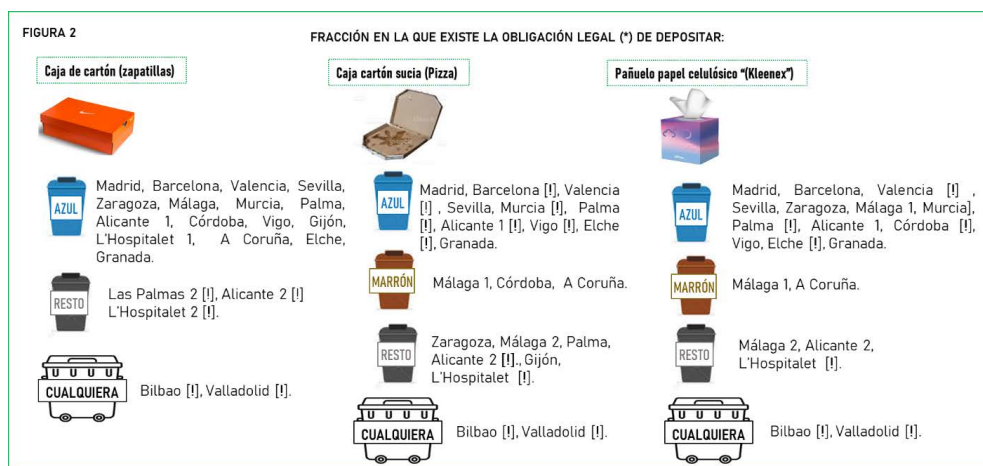 FIGURA 2
FRACCIÓN EN LA QUE EXISTE LA OBLIGACIÓN LEGAL (*) DE DEPOSITAR:
Caja de cartón (zapatillas)
AZUL
Madrid, Barcelona, Valencia, Sevilla,
Zaragoza, Málaga, Murcia, Palma,
Alicante 1, Córdoba, Vigo, Gijón,
L'Hospitalet 1, A Coruña, Elche,
Granada.
RESTO
Las Palmas 2 [!], Alicante 2 [!]
L'Hospitalet 2 [!].
CUALQUIERA
Bilbao [!], Valladolid [!].
Caja cartón sucia (Pizza)
AZUL
Madrid, Barcelona [!], Valencia
[!] , Sevilla, Murcia [!], Palma
[!], Alicante 1 [!], Vigo [!], Elche
[!], Granada.
MARRÓN
Málaga 1, Córdoba, A Coruña.
RESTO
Zaragoza, Málaga 2, Palma,
Alicante 2 [!]., Gijón,
L'Hospitalet [!].
CUALQUIERA
Bilbao [!], Valladolid [!].
Pañuelo papel celulósico “(Kleenex”)
AZUL
Madrid, Barcelona, Valencia [!] ,
Sevilla, Zaragoza, Málaga 1, Murcia],
Palma [!], Alicante 1, Córdoba [!],
Vigo, Elche [!], Granada.
MARRÓN
Málaga 1, A Coruña.
RESTO
Málaga 2, Alicante 2,
L'Hospitalet [!].
CUALQUIERA
Bilbao [!], Valladolid [!].